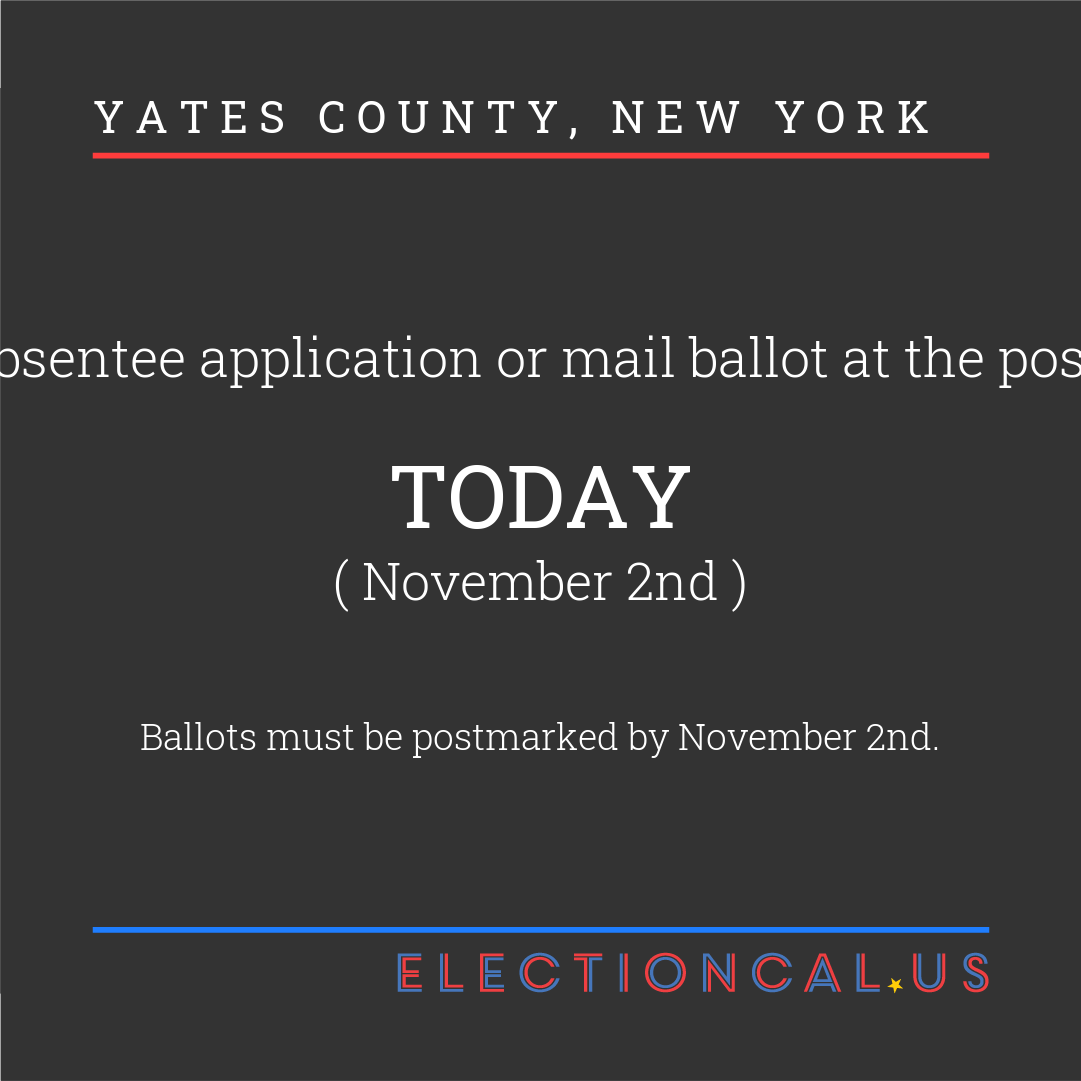 YATES COUNTY, NEW YORK
bsentee application or mail ballot at the pos
TODAY
( November 2nd )
Ballots must be postmarked by November 2nd.
ELECTIONCAL.US